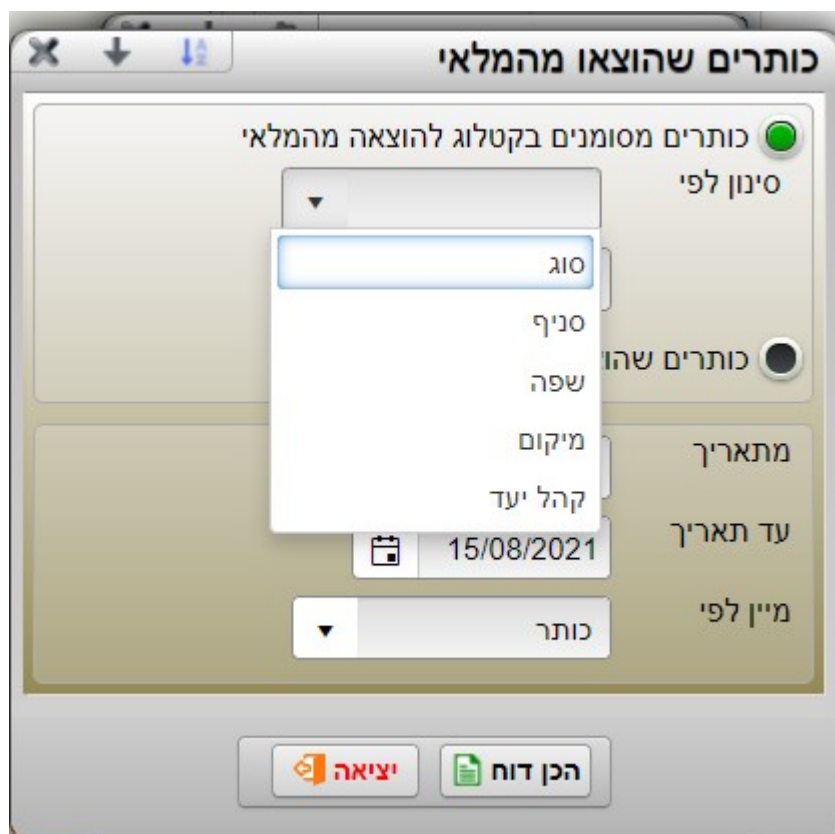 כותרים שהוצאו מהמלאי
כותרים מסומנים בקטלוג להוצאה מהמלאי
סינון לפי
סוג
סניף
שפה
מיקום
קהל יעד
כותרים
מתאריך
עד תאריך 15/08/2021
מיין לפי כותר
הכן דוח יציאה